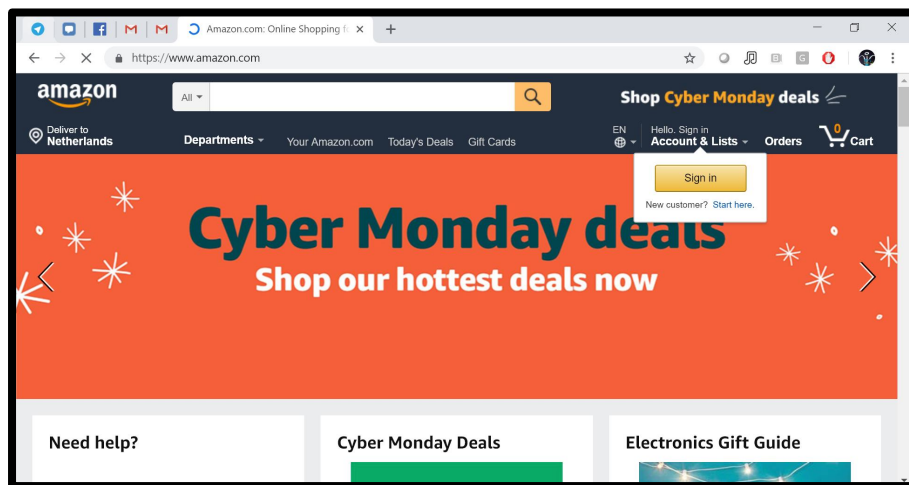 Amazon.com: Online Shopping f
https://www.amazon.com
amazon
All
Shop Cyber Monday deals
Deliver to
Netherlands
Departments
Your Amazon.com
Today's Deals
Gift Cards
EN
Hello. Sign in
Account & Lists
Orders
0
Cart
Sign in
New customer? Start here.
Cyber Monday deals
Shop our hottest deals now
Need help?
Cyber Monday Deals
Electronics Gift Guide